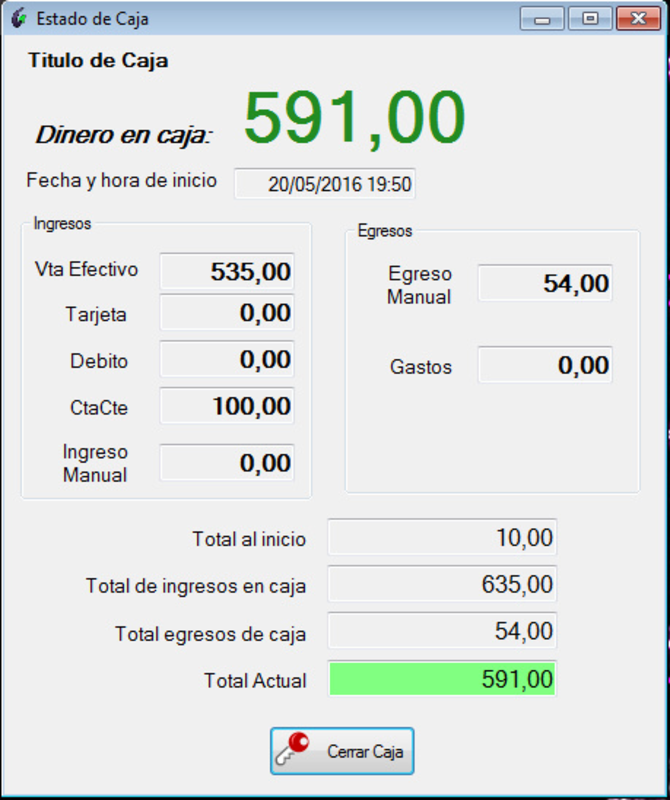 Estado de Caja
Titulo de Caja
Dinero en caja: 591,00
Fecha y hora de inicio 20/05/2016 19:50
Ingresos
Vta Efectivo 535,00
Tarjeta 0,00
Debito 0,00
CtaCte 100,00
Ingreso
Manual 0,00
Egresos
Egreso
Manual 54,00
Gastos 0,00
Total al inicio 10,00
Total de ingresos en caja 635,00
Total egresos de caja 54,00
Total Actual 591,00
Cerrar Caja